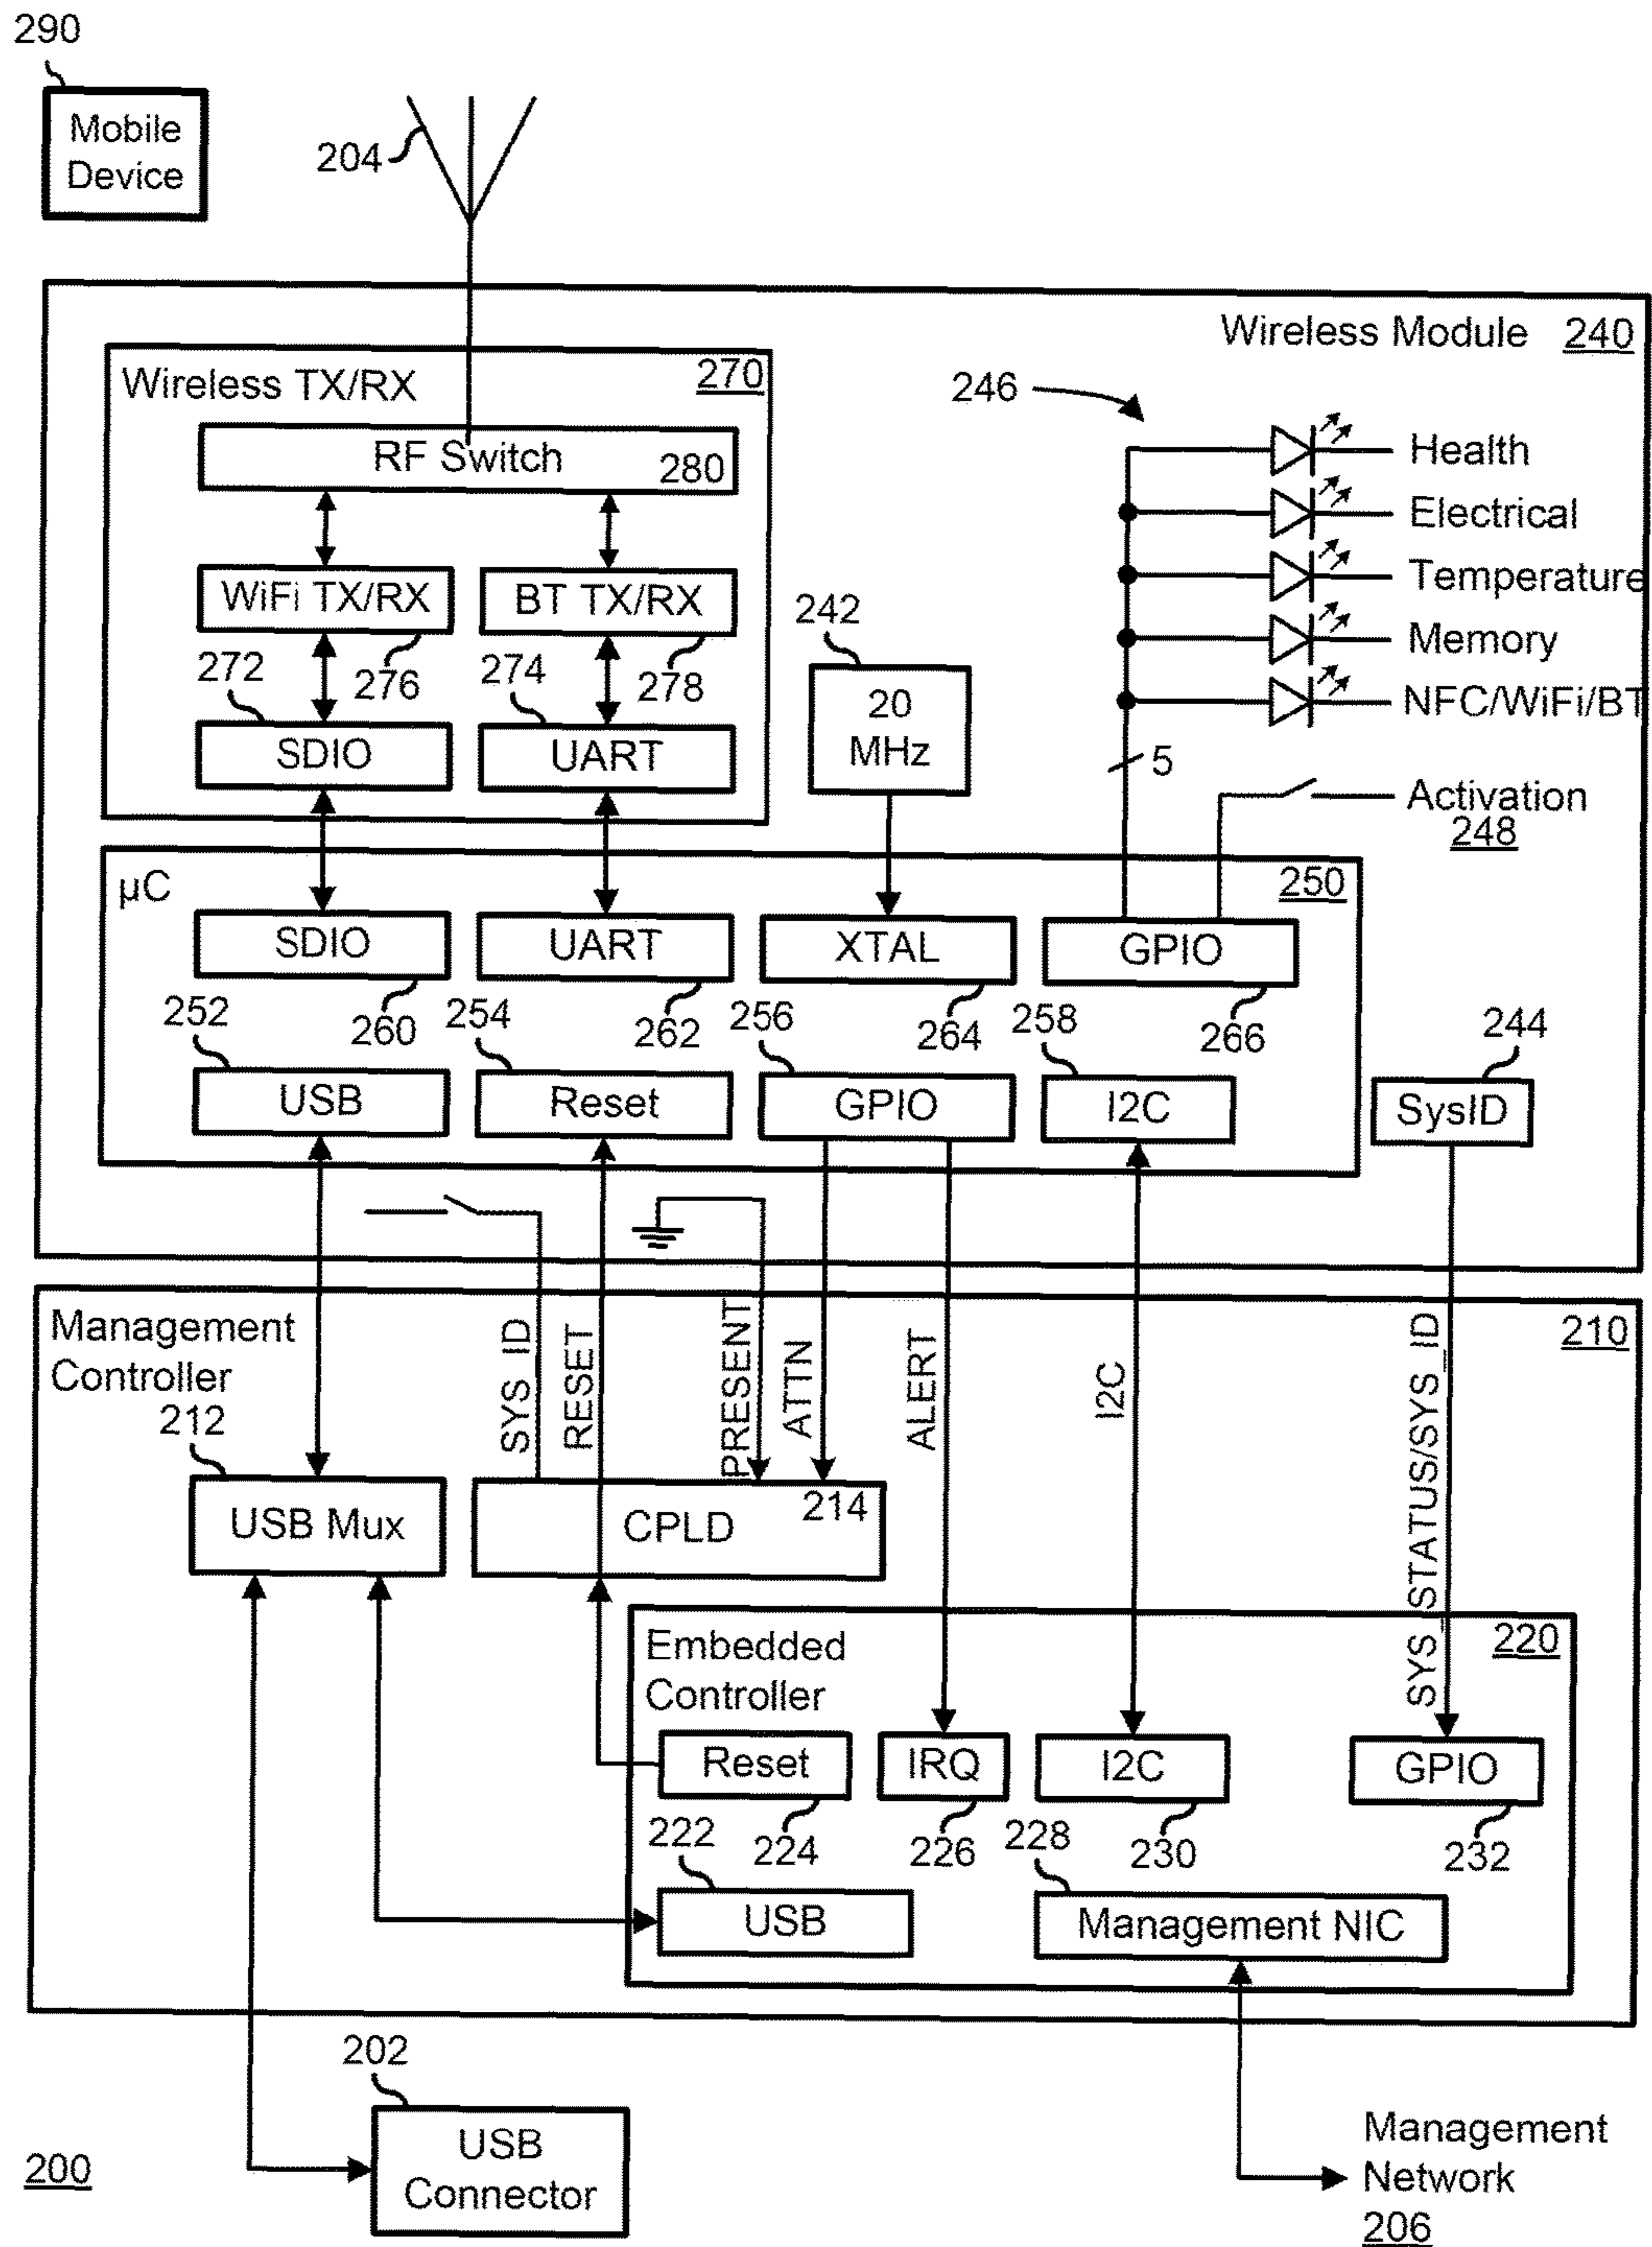 290
Mobile
Device
204
Wireless Module 240
Wireless TX/RX 270
246
RF Switch 280
Health
Electrical
Temperature
Memory
NFC/WiFi/BT
WiFi TX/RX
BT TX/RX
242
272
276
274
278
20
MHz
SDIO
UART
5
Activation
248
µC
250
SDIO
UART
XTAL
GPIO
252
260
254
262
256
264
258
266
244
USB
Reset
GPIO
I2C
SysID
Management
Controller
210
212
SYS_ID
RESET
PRESENT
ATTN
ALERT
I2C
SYS_STATUS/SYS_ID
USB Mux
CPLD
214
Embedded
Controller
220
Reset
IRQ
I2C
GPIO
222
224
226
228
230
232
USB
Management NIC
202
USB
Connector
200
Management
Network
206